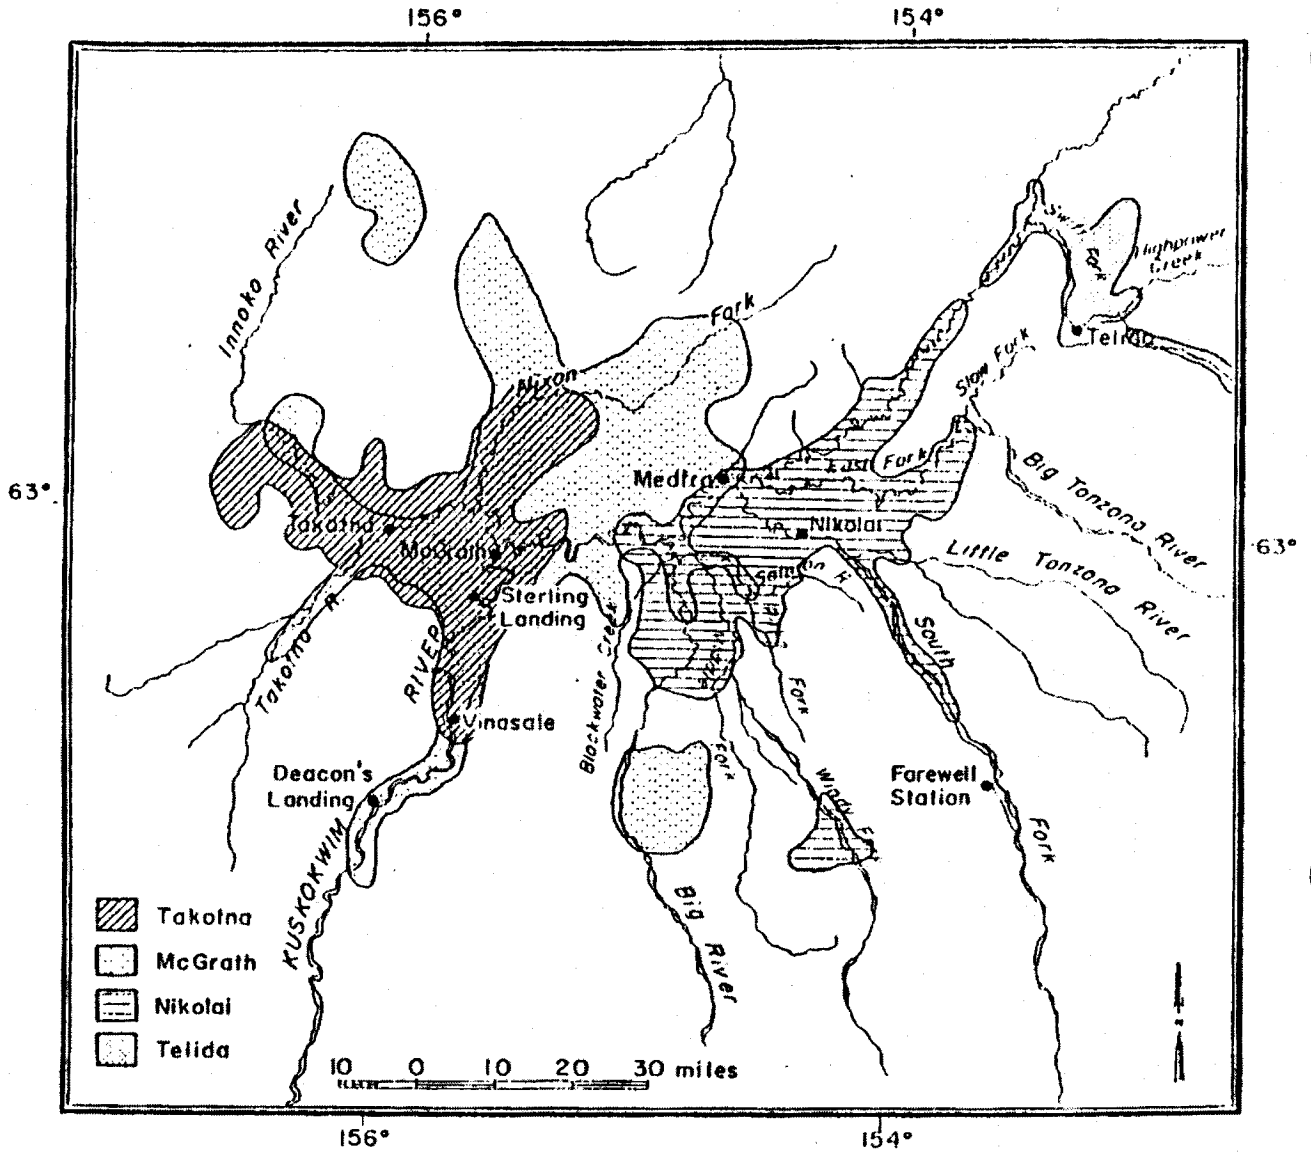 156°
154°
Innoko River
Swift Fork
Highpower Creek
Telida
Nixon Fork
Slow Fork
63°
Medfra
East Fork
Big Tonzona River
Takotna
Nikolai
63°
McGrath
Little Tonzona River
Salmon R
Sterling
Landing
Takotna R.
RIVER
Blackwater Creek
South
Fork
Vinasale
Fork
Deacon's
Landing
Windy Fork
Farewell
Station
Fork
KUSKOKWIM
Big River
Takotna
McGrath
Nikolai
Telida
10 0 10 20 30 miles
156°
154°